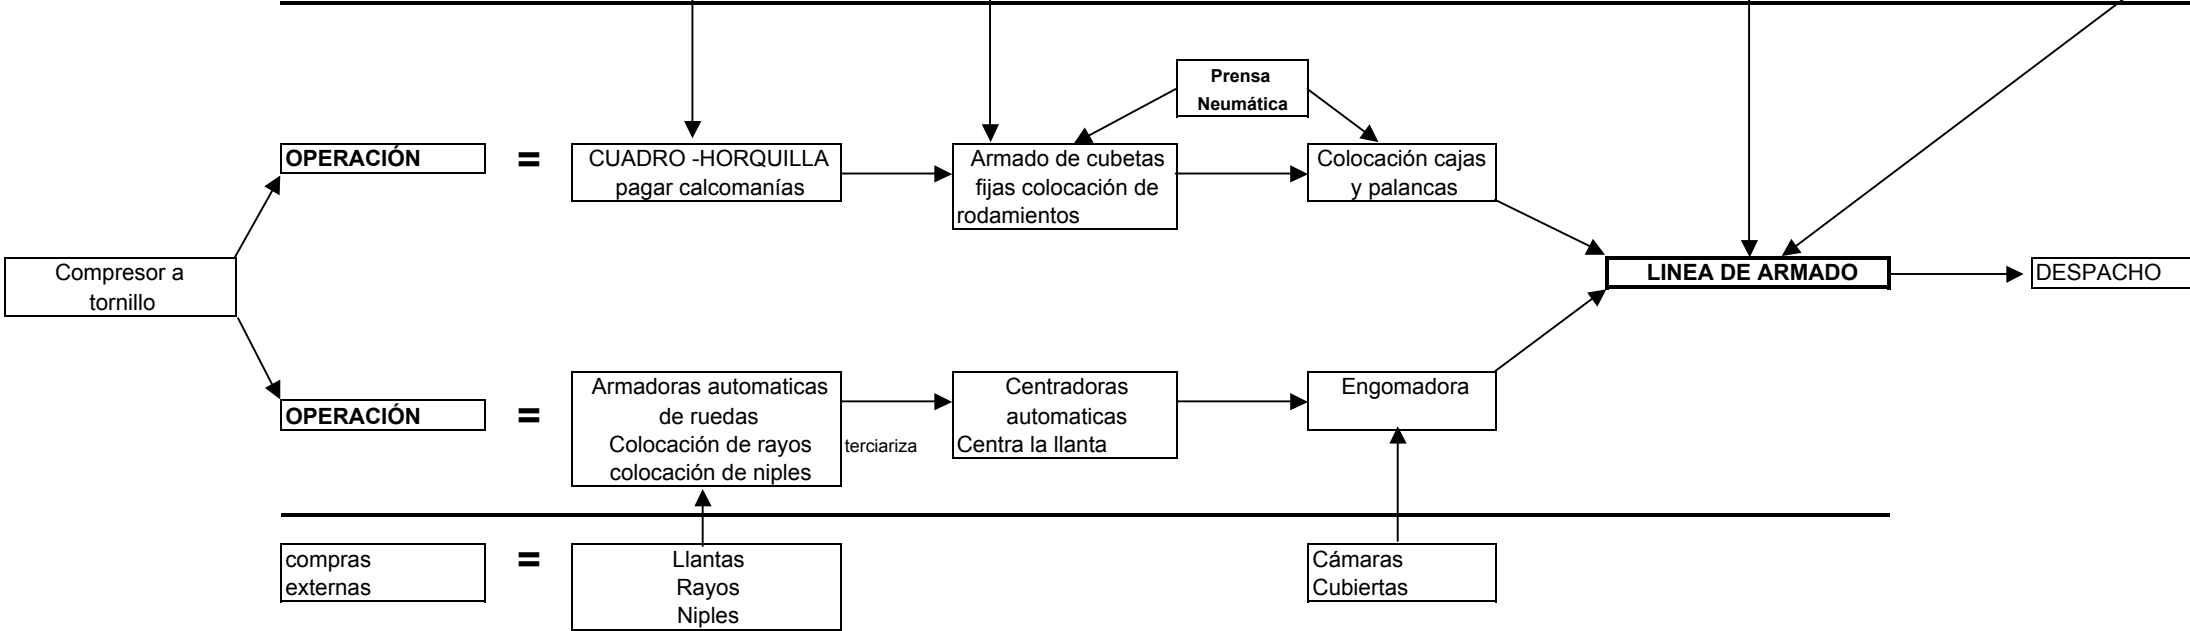 Prensa
Neumática
OPERACIÓN
=
CUADRO -HORQUILLA
pagar calcomanías
Armado de cubetas
fijas colocación de
rodamientos
Colocación cajas
y palancas
Compresor a
tornillo
LINEA DE ARMADO
DESPACHO
OPERACIÓN
=
Armadoras automaticas
de ruedas
Colocación de rayos
colocación de niples
terciariza
Centradoras
automaticas
Centra la llanta
Engomadora
compras
externas
=
Llantas
Rayos
Niples
Cámaras
Cubiertas